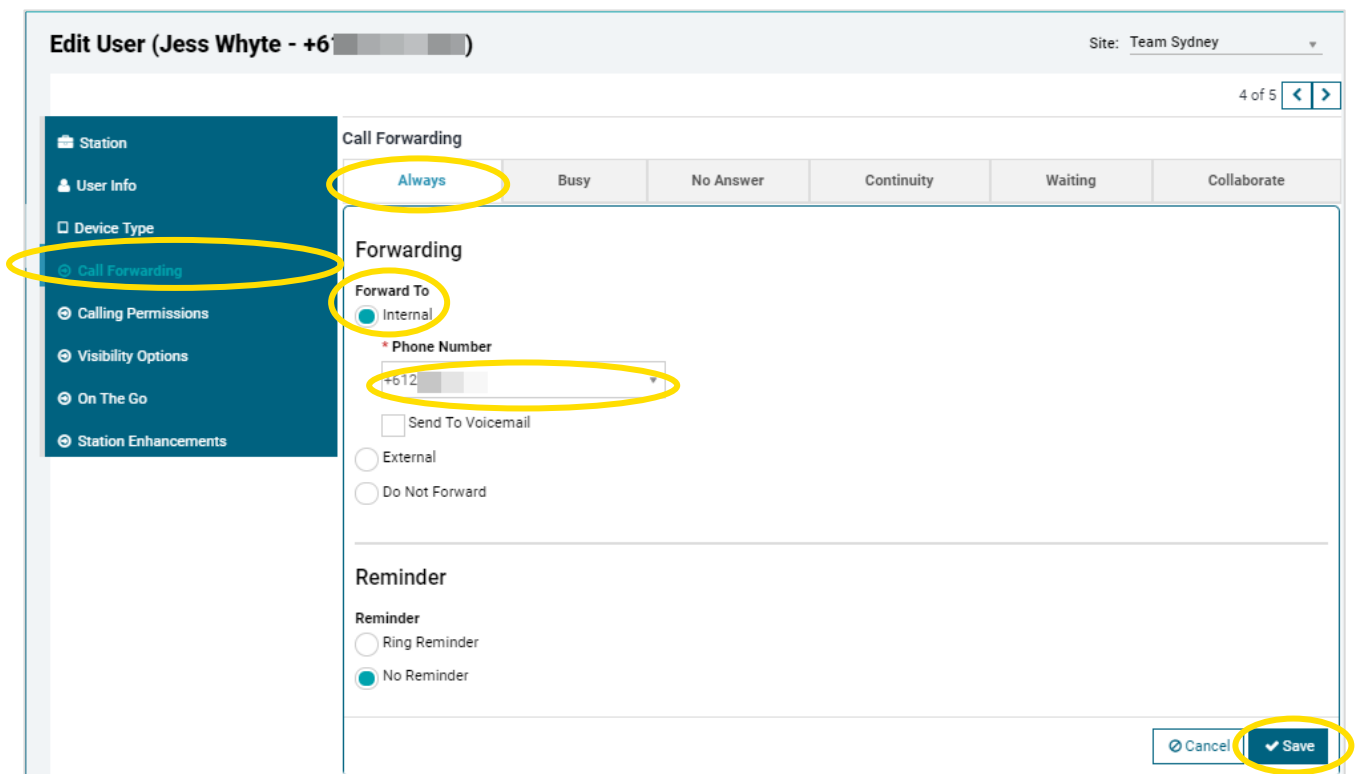 Edit User (Jess Whyte - +61 )
Site: Team Sydney
4 of 5
Station
User Info
Device Type
Call Forwarding
Calling Permissions
Visibility Options
On The Go
Station Enhancements
Call Forwarding
Always Busy No Answer Continuity Waiting Collaborate
Forwarding
Forward To
Internal
* Phone Number
+612
Send To Voicemail
External
Do Not Forward
Reminder
Reminder
Ring Reminder
No Reminder
Cancel Save